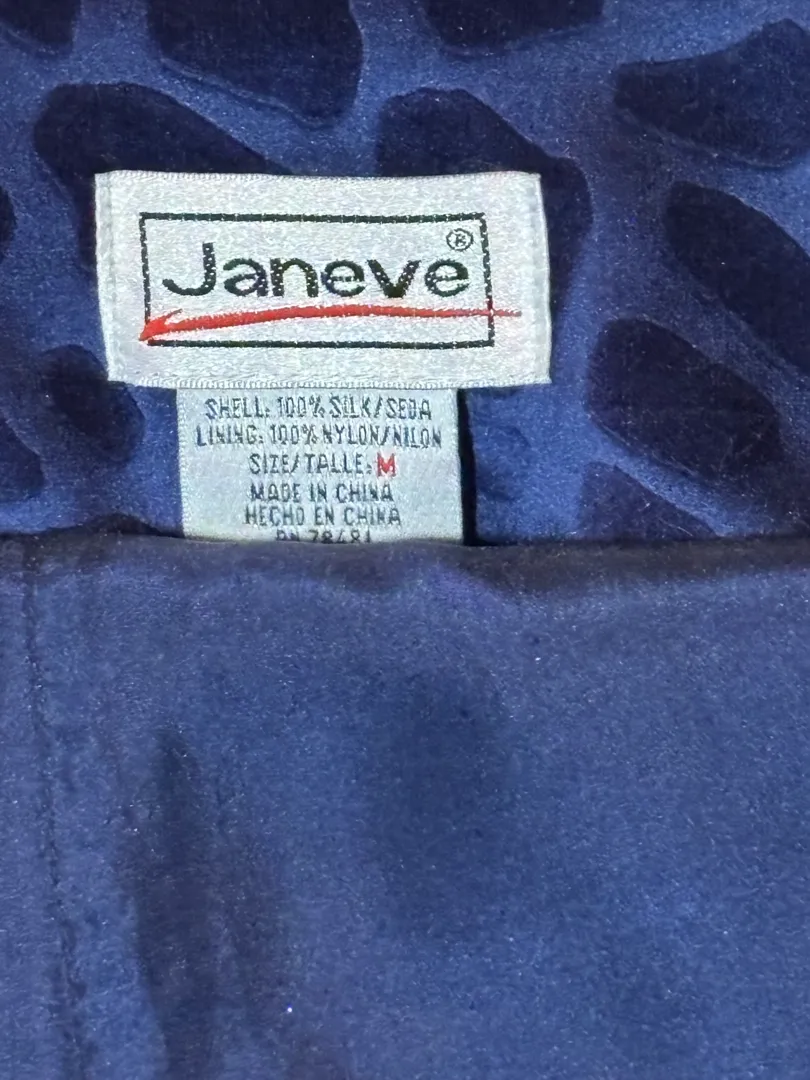 Janeve®
SHELL: 100% SILK/SEDA
LINING: 100% NYLON/NILON
SIZE/TALLE: M
MADE IN CHINA
HECHO EN CHINA